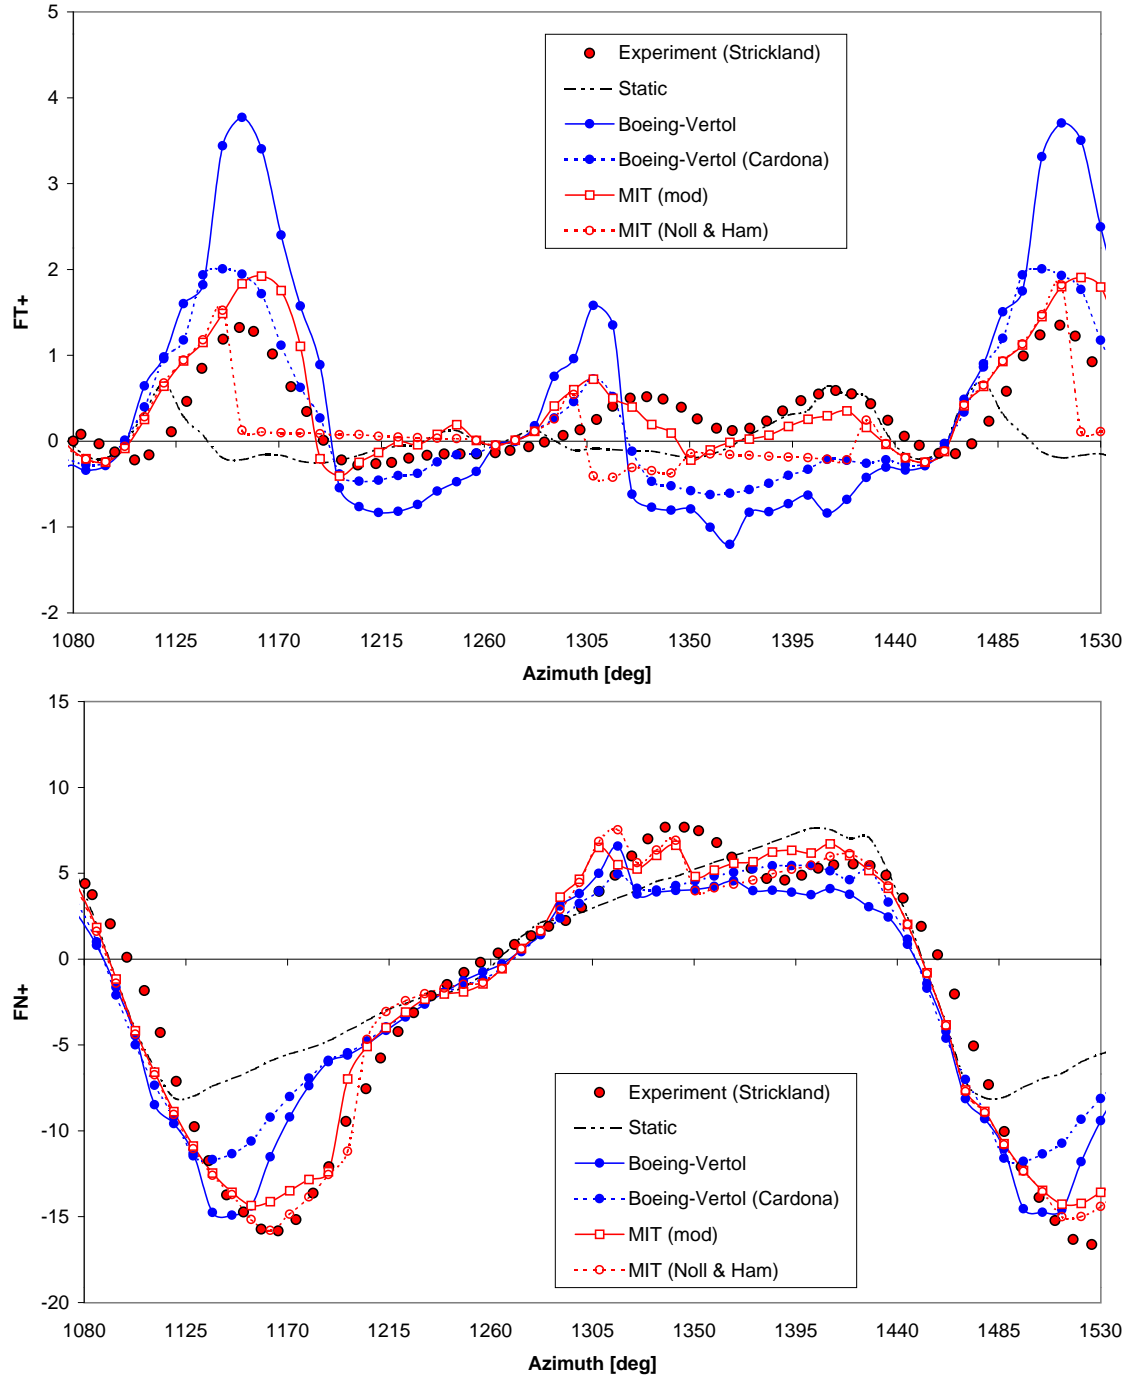 5
4
3
2
1
0
-1
-2
FT+
Experiment (Strickland)
Static
Boeing-Vertol
Boeing-Vertol (Cardona)
MIT (mod)
MIT (Noll & Ham)
1080 1125 1170 1215 1260 1305 1350 1395 1440 1485 1530
Azimuth [deg]
15
10
5
0
-5
-10
-15
-20
FN+
Experiment (Strickland)
Static
Boeing-Vertol
Boeing-Vertol (Cardona)
MIT (mod)
MIT (Noll & Ham)
1080 1125 1170 1215 1260 1305 1350 1395 1440 1485 1530
Azimuth [deg]